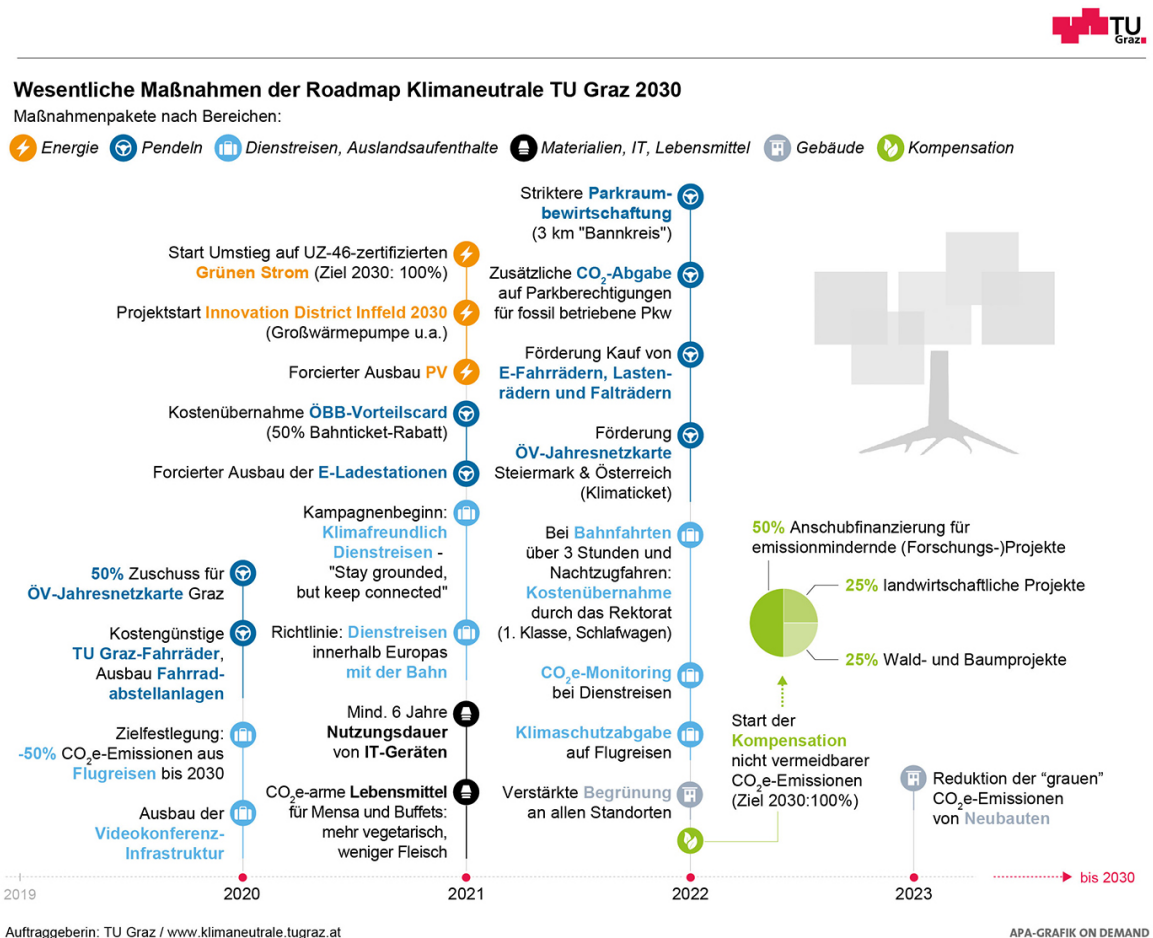 TU
Graz
Wesentliche Maßnahmen der Roadmap Klimaneutrale TU Graz 2030
Maßnahmenpakete nach Bereichen:
Energie Pendeln Dienstreisen, Auslandsaufenthalte Materialien, IT, Lebensmittel Gebäude Kompensation
50% Zuschuss für
ÖV-Jahresnetzkarte Graz
Kostengünstige
TU Graz-Fahrräder,
Ausbau Fahrrad-
abstellanlagen
Zielfestlegung:
-50% CO₂e-Emissionen aus
Flugreisen bis 2030
Ausbau der
Videokonferenz-
Infrastruktur
Start Umstieg auf UZ-46-zertifizierten
Grünen Strom (Ziel 2030: 100%)
Projektstart Innovation District Inffeld 2030
(Großwärmepumpe u.a.)
Forcierter Ausbau PV
Kostenübernahme ÖBB-Vorteilscard
(50% Bahnticket-Rabatt)
Forcierter Ausbau der E-Ladestationen
Kampagnenbeginn:
Klimafreundlich
Dienstreisen -
"Stay grounded,
but keep connected"
Richtlinie: Dienstreisen
innerhalb Europas
mit der Bahn
Mind. 6 Jahre
Nutzungsdauer
von IT-Geräten
CO₂e-arme Lebensmittel
für Mensa und Buffets:
mehr vegetarisch,
weniger Fleisch
Striktere Parkraum-
bewirtschaftung
(3 km "Bannkreis")
Zusätzliche CO₂-Abgabe
auf Parkberechtigungen
für fossil betriebene Pkw
Förderung Kauf von
E-Fahrrädern, Lasten-
rädern und Falträdern
Förderung
ÖV-Jahresnetzkarte
Steiermark & Österreich
(Klimaticket)
Bei Bahnfahrten
über 3 Stunden und
Nachtzugfahren:
Kostenübernahme
durch das Rektorat
(1. Klasse, Schlafwagen)
CO₂e-Monitoring
bei Dienstreisen
Klimaschutzabgabe
auf Flugreisen
Verstärkte Begrünung
an allen Standorten
50% Anschubfinanzierung für
emissionmindernde (Forschungs-)Projekte
25% landwirtschaftliche Projekte
25% Wald- und Baumprojekte
Start der
Kompensation
nicht vermeidbarer
CO₂e-Emissionen
(Ziel 2030:100%)
Reduktion der “grauen”
CO₂e-Emissionen
von Neubauten
2019 2020 2021 2022 2023 bis 2030
Auftraggeberin: TU Graz / www.klimaneutrale.tugraz.at
APA-GRAFIK ON DEMAND